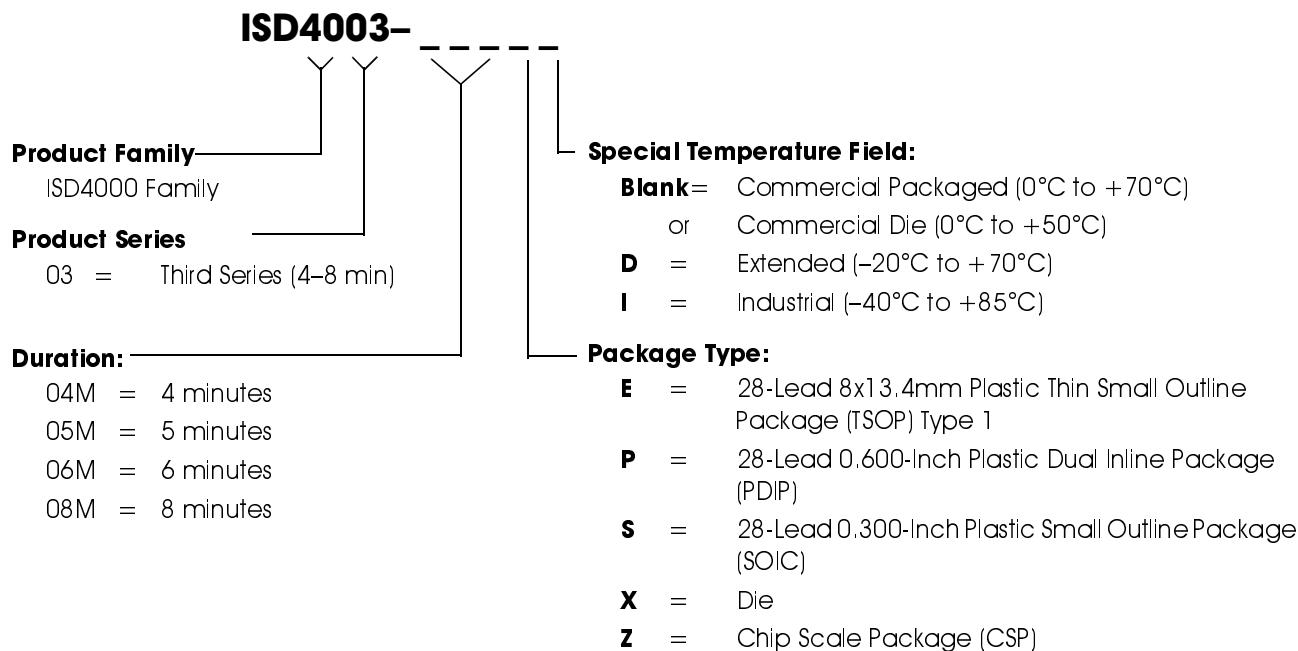 ISD4003– _ _ _ _ _
Product Family
ISD4000 Family
Product Series
03 = Third Series (4–8 min)
Duration:
04M = 4 minutes
05M = 5 minutes
06M = 6 minutes
08M = 8 minutes
Special Temperature Field:
Blank = Commercial Packaged (0°C to +70°C)
or Commercial Die (0°C to +50°C)
D = Extended (–20°C to +70°C)
I = Industrial (–40°C to +85°C)
Package Type:
E = 28-Lead 8x13.4mm Plastic Thin Small Outline
Package (TSOP) Type 1
P = 28-Lead 0.600-Inch Plastic Dual Inline Package
(PDIP)
S = 28-Lead 0.300-Inch Plastic Small Outline Package
(SOIC)
X = Die
Z = Chip Scale Package (CSP)